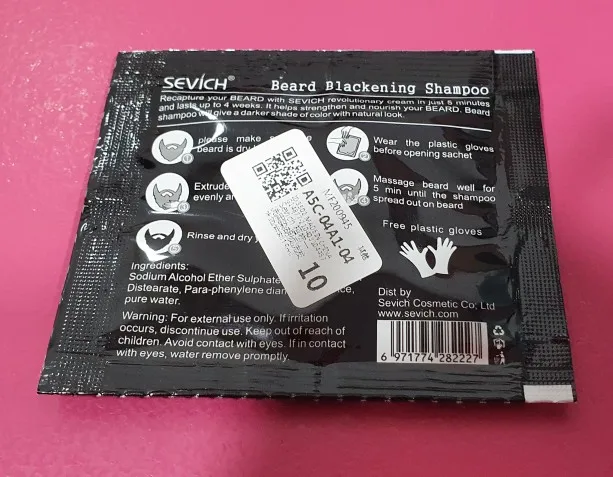 SEVICH® Beard Blackening Shampoo
Recapture your BEARD with SEVICH revolutionary cream in just 5 minutes
and lasts up to 4 weeks. It helps strengthen and nourish your BEARD. Beard
shampoo will give a darker shade of color with natural look.
please make
beard is dry
Wear the plastic gloves
before opening sachet
Extrude
evenly
Massage beard well for
5 min until the shampoo
spread out on beard
Rinse and dry
Free plastic gloves
A5C-04A1-04
10
Ingredients:
Sodium Alcohol Ether Sulphate
Distearate, Para-phenylene
pure water.
Warning: For external use only. If irritation
occurs, discontinue use. Keep out of reach of
children. Avoid contact with eyes. If in contact
with eyes, water remove promptly.
Dist by
Sevich Cosmetic Co, Ltd
www.sevich.com
6 971774 282227